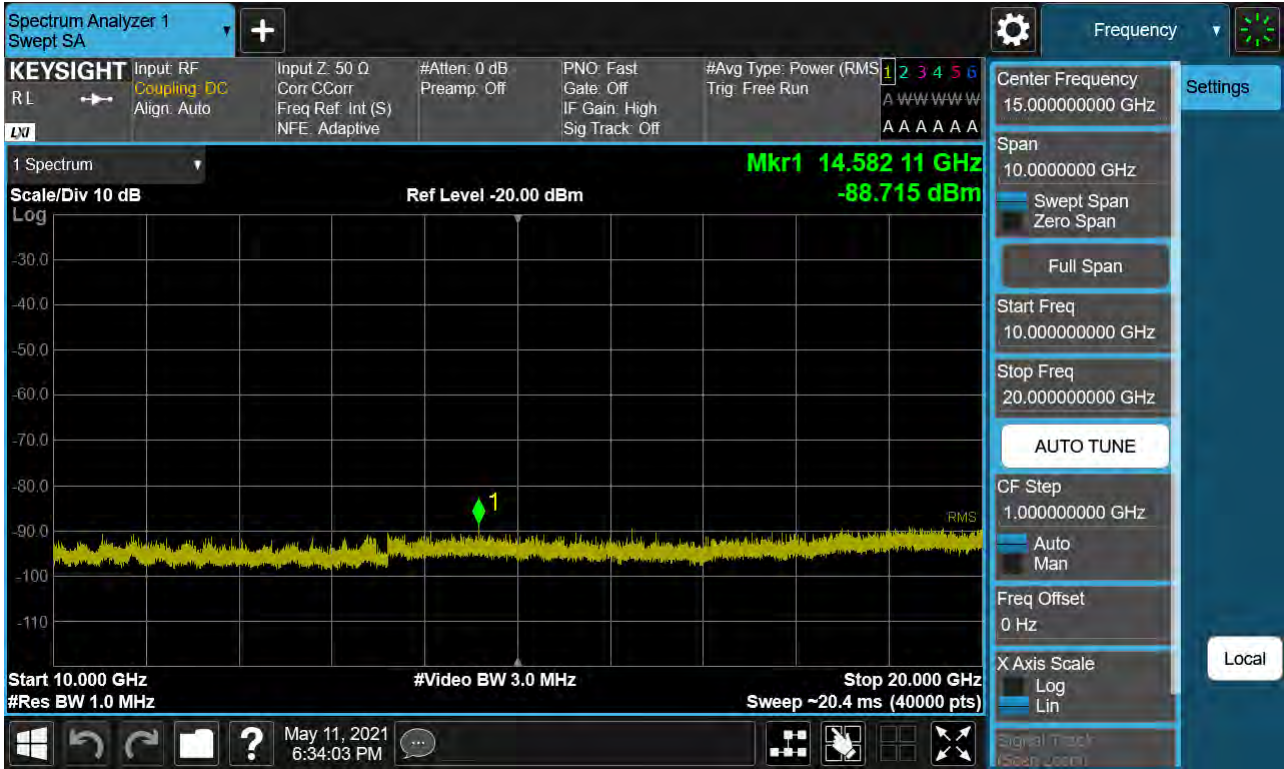 Spectrum Analyzer 1
Swept SA
Frequency
KEYSIGHT
RL
LXI
Input: RF
Coupling: DC
Align: Auto
Input Z: 50 Ω
Corr CCorr
Freq Ref: Int (S)
NFE: Adaptive
#Atten: 0 dB
Preamp: Off
PNO: Fast
Gate: Off
IF Gain: High
Sig Track: Off
#Avg Type: Power (RMS
Trig: Free Run
1 2 3 4 5 6
A W W W W W
A A A A A A
1 Spectrum
Mkr1 14.582 11 GHz
-88.715 dBm
Scale/Div 10 dB
Ref Level -20.00 dBm
Log
-30.0
-40.0
-50.0
-60.0
-70.0
-80.0
-90.0
-100
-110
1
RMS
Start 10.000 GHz
#Video BW 3.0 MHz
Stop 20.000 GHz
#Res BW 1.0 MHz
Sweep ~20.4 ms (40000 pts)
Center Frequency
15.000000000 GHz
Settings
Span
10.0000000 GHz
Swept Span
Zero Span
Full Span
Start Freq
10.000000000 GHz
Stop Freq
20.000000000 GHz
AUTO TUNE
CF Step
1.000000000 GHz
Auto
Man
Freq Offset
0 Hz
X Axis Scale
Log
Lin
Local
Signal Track
(Span Zoom)
?
May 11, 2021
6:34:03 PM